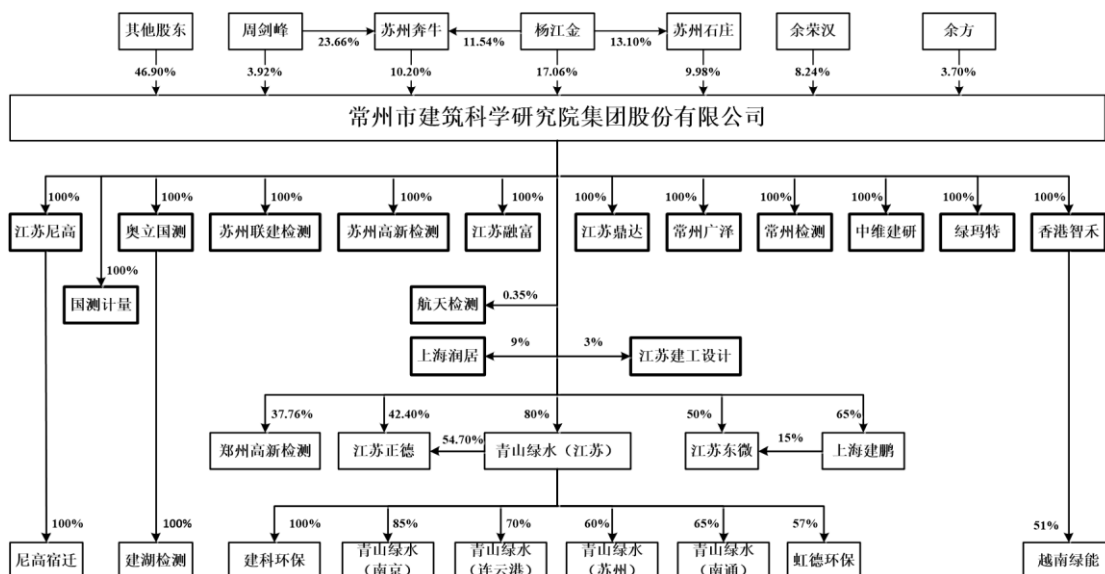 其他股东
周剑峰
苏州奔牛
杨江金
苏州石庄
余荣汉
余方
23.66%
11.54%
13.10%
46.90%
3.92%
10.20%
17.06%
9.98%
8.24%
3.70%
常州市建筑科学研究院集团股份有限公司
100%
100%
100%
100%
100%
100%
100%
100%
100%
100%
100%
江苏尼高
奥立国测
苏州联建检测
苏州高新检测
江苏融富
江苏鼎达
常州广泽
常州检测
中维建研
绿玛特
香港智禾
100%
国测计量
航天检测
0.35%
上海润居
9%
3%
江苏建工设计
37.76%
42.40%
80%
50%
65%
郑州高新检测
江苏正德
54.70%
青山绿水（江苏）
江苏东微
15%
上海建鹏
100%
100%
100%
85%
70%
60%
65%
57%
51%
尼高宿迁
建湖检测
建科环保
青山绿水
（南京）
青山绿水
（连云港）
青山绿水
（苏州）
青山绿水
（南通）
虹德环保
越南绿能